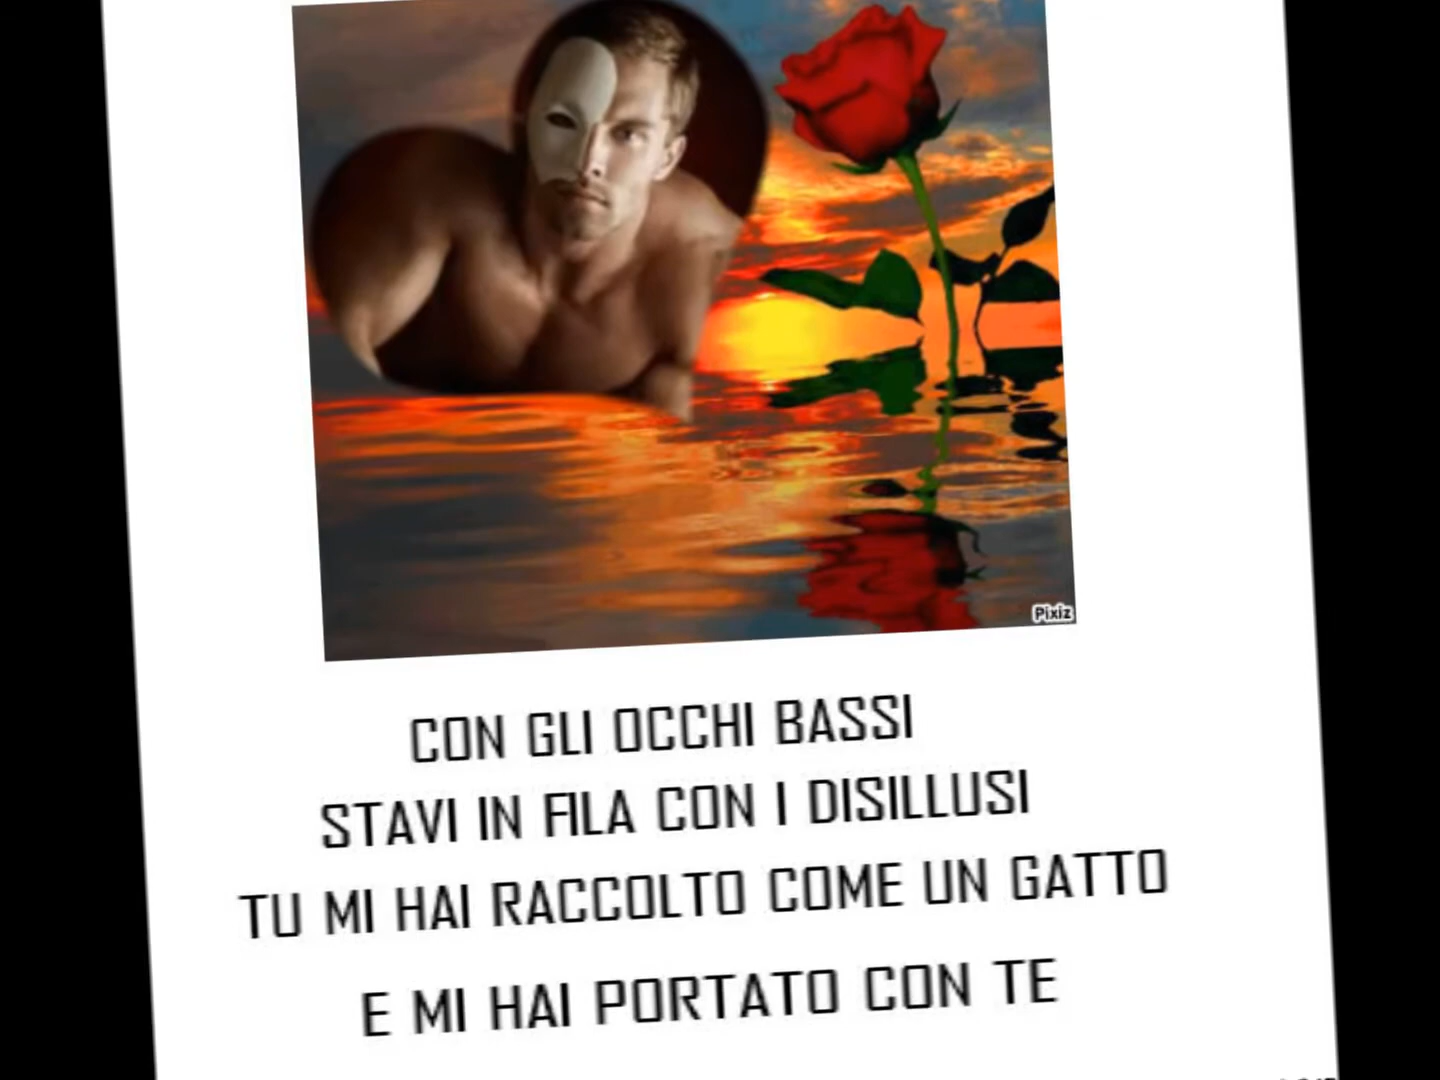 Pixiz
CON GLI OCCHI BASSI
STAVI IN FILA CON I DISILLUSI
TU MI HAI RACCOLTO COME UN GATTO
E MI HAI PORTATO CON TE